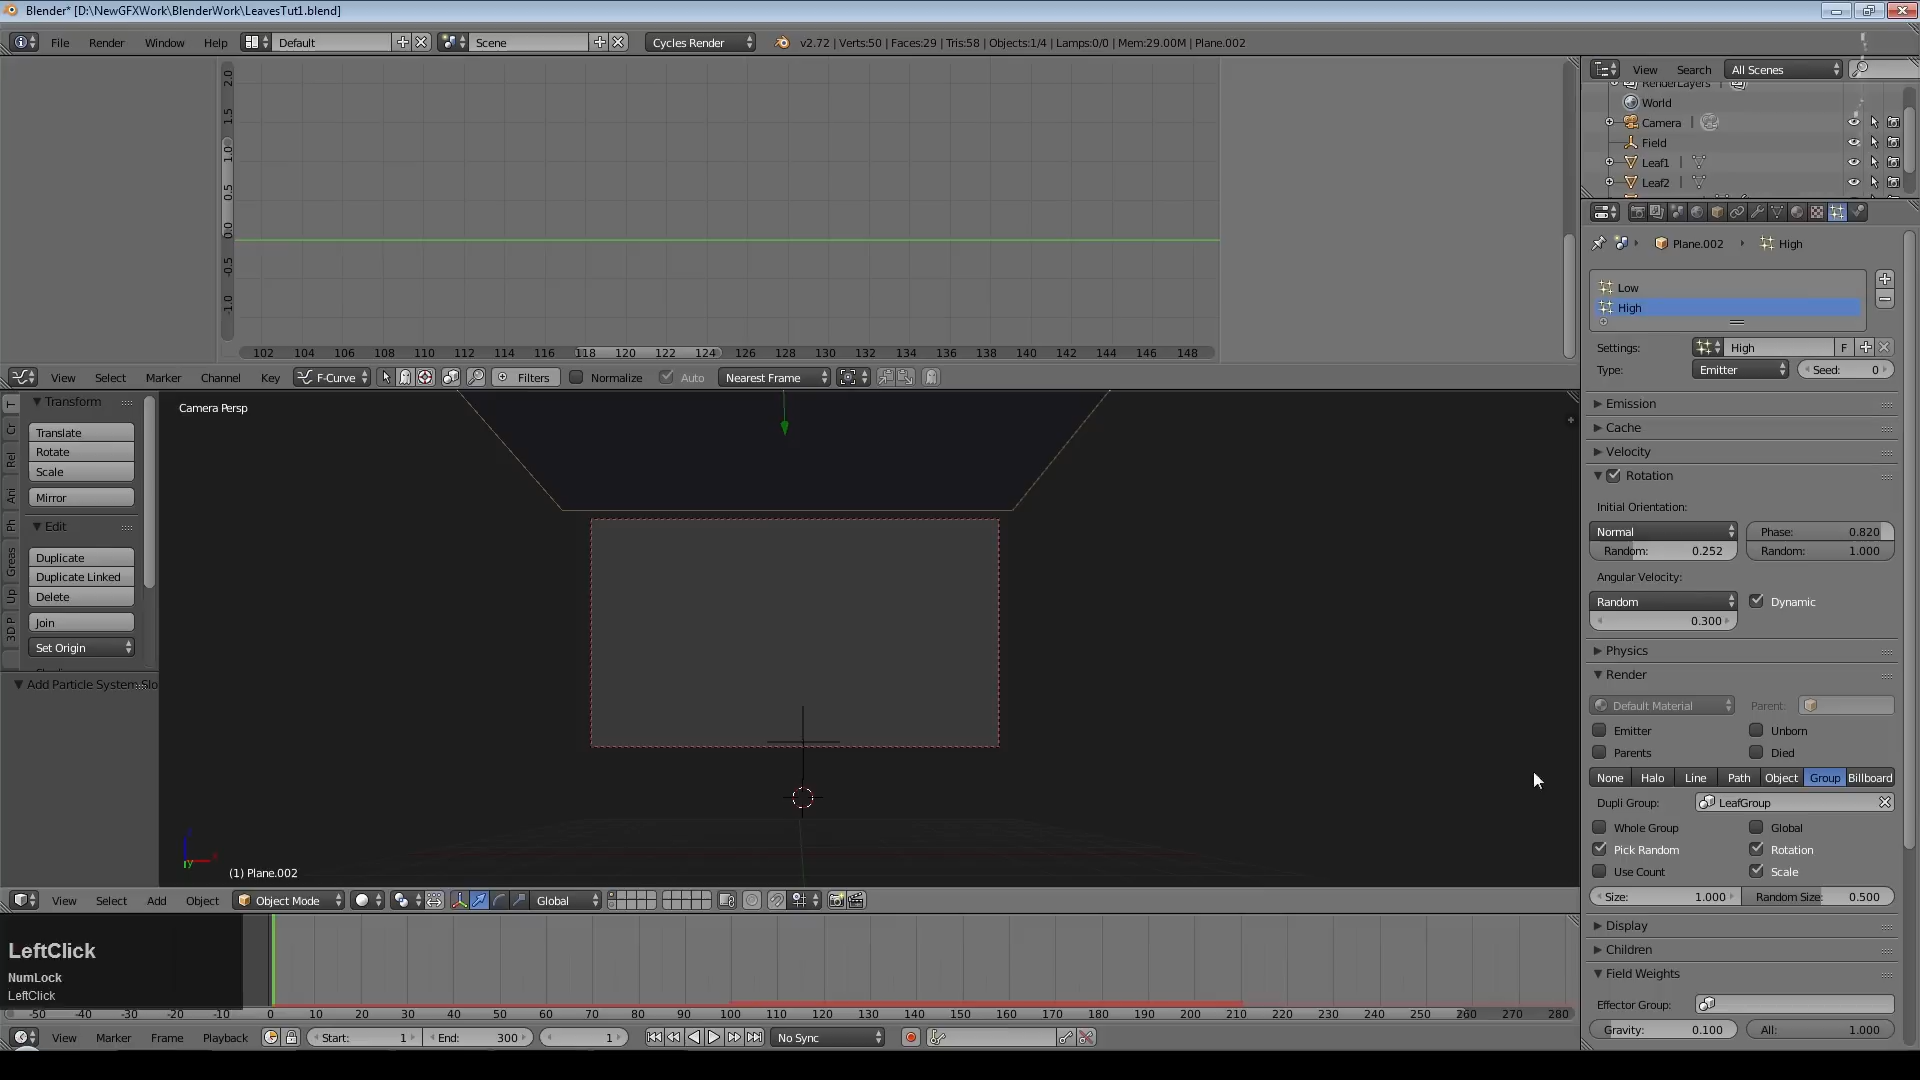 Blender* [D:\NewGFXWork\BlenderWork\LeavesTut1.blend]
File Render Window Help Default Scene Cycles Render v2.72 | Verts:50 | Faces:29 | Tris:58 | Objects:1/4 | Lamps:0/0 | Mem:29.00M | Plane.002
View Search All Scenes
RenderLayers
World
Camera
Field
Leaf1
Leaf2
2.0
1.5
1.0
0.5
0.0
-0.5
-1.0
102 104 106 108 110 112 114 116 118 120 122 124 126 128 130 132 134 136 138 140 142 144 146 148
View Select Marker Channel Key F-Curve Filters Normalize Auto Nearest Frame
Plane.002 High
Low
High
Settings: High F
Type: Emitter Seed: 0
Emission
Cache
Velocity
Rotation
Initial Orientation:
Normal Phase: 0.820
Random: 0.252 Random: 1.000
Angular Velocity:
Random Dynamic
0.300
Physics
Render
Default Material Parent:
Emitter Unborn
Parents Died
None Halo Line Path Object Group Billboard
Dupli Group: LeafGroup
Whole Group Global
Pick Random Rotation
Use Count Scale
Size: 1.000 Random Size: 0.500
Display
Children
Field Weights
Effector Group:
Gravity: 0.100 All: 1.000
T
Cr
Rel
Ani
Ph
Greas
Up
3D P
Transform
Translate
Rotate
Scale
Mirror
Edit
Duplicate
Duplicate Linked
Delete
Join
Set Origin
Add Particle System Slo
Camera Persp
(1) Plane.002
View Select Add Object Object Mode Global
LeftClick
NumLock
LeftClick
-50 -40 -30 -20 -10 0 10 20 30 40 50 60 70 80 90 100 110 120 130 140 150 160 170 180 190 200 210 220 230 240 250 260 270 280
View Marker Frame Playback Start: 1 End: 300 1 No Sync